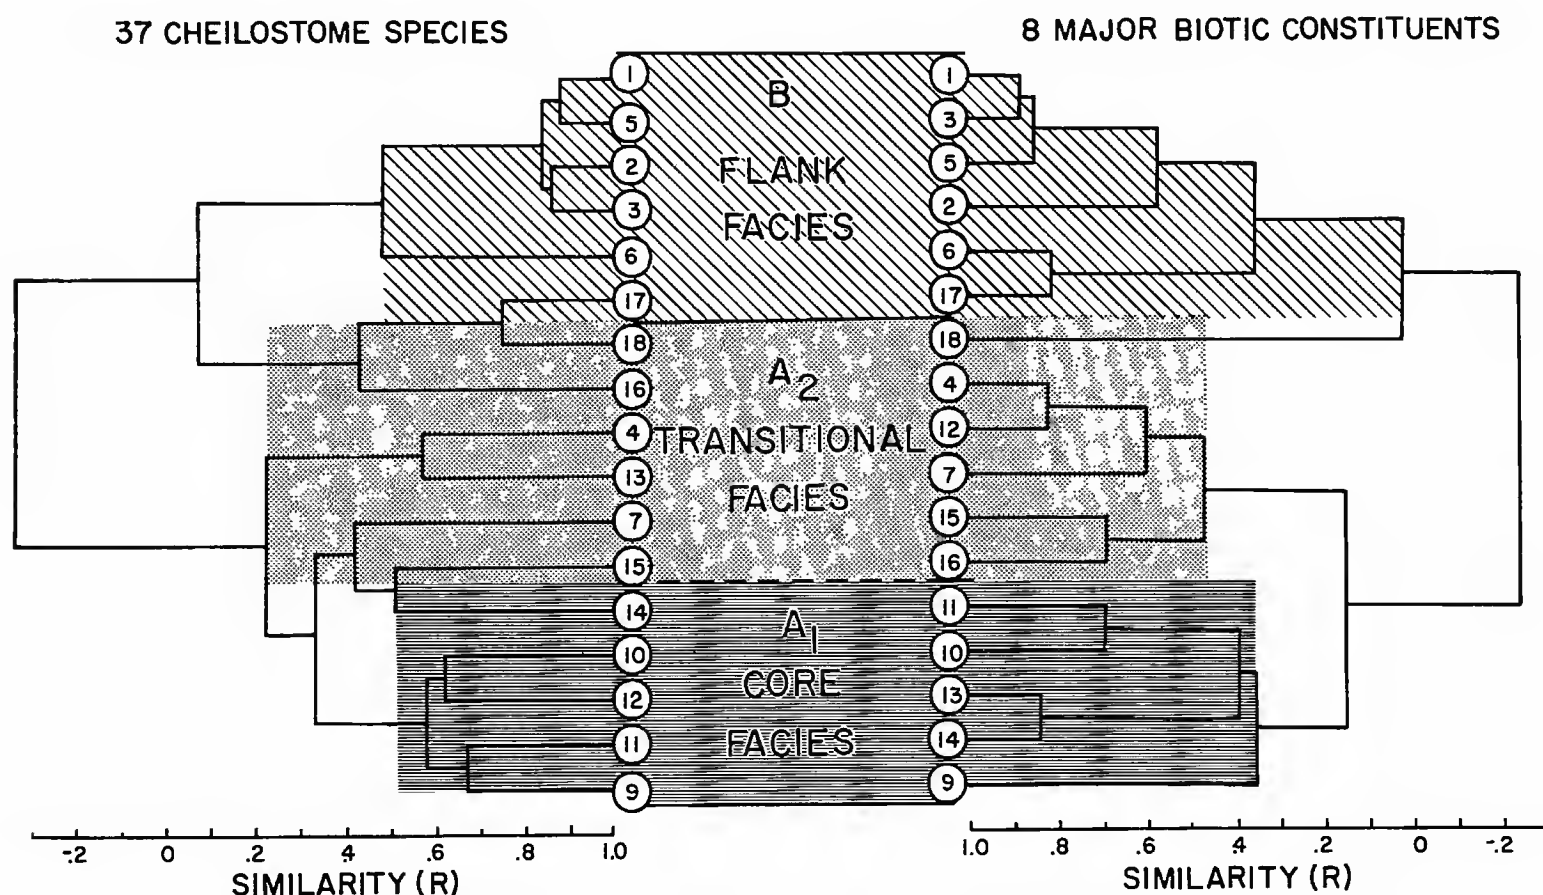 37 CHEILOSTOME SPECIES
8 MAJOR BIOTIC CONSTITUENTS
B
FLANK
FACIES
A2
TRANSITIONAL
FACIES
A1
CORE
FACIES
1
5
2
3
6
17
18
16
4
13
7
15
14
10
12
11
9
1
3
5
2
6
17
18
4
12
7
15
16
11
10
13
14
9
-.2 0 .2 .4 .6 .8 1.0
SIMILARITY (R)
1.0 .8 .6 .4 .2 0 -.2
SIMILARITY (R)